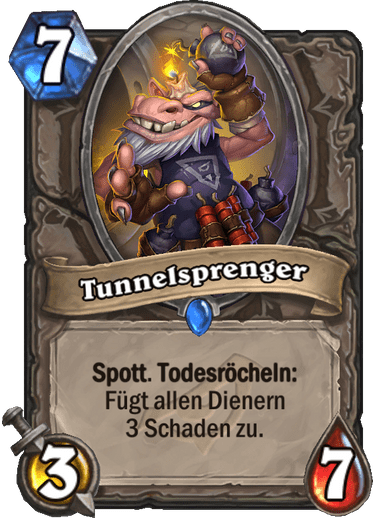 7
Tunnelsprenger
Spott. Todesröcheln:
Fügt allen Dienern
3 Schaden zu.
3
7